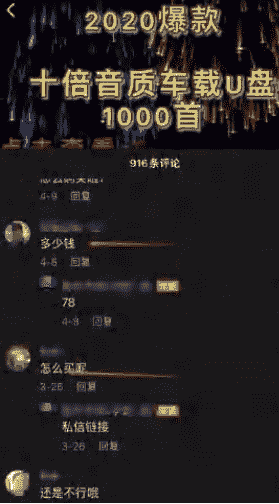 2020爆款
十倍音质车载U盘
1000首
916条评论
4-9 回复
多少钱
4-8 回复
78
4-8 回复
怎么买呢
3-26 回复
私信链接
3-26 回复
还是不行哦